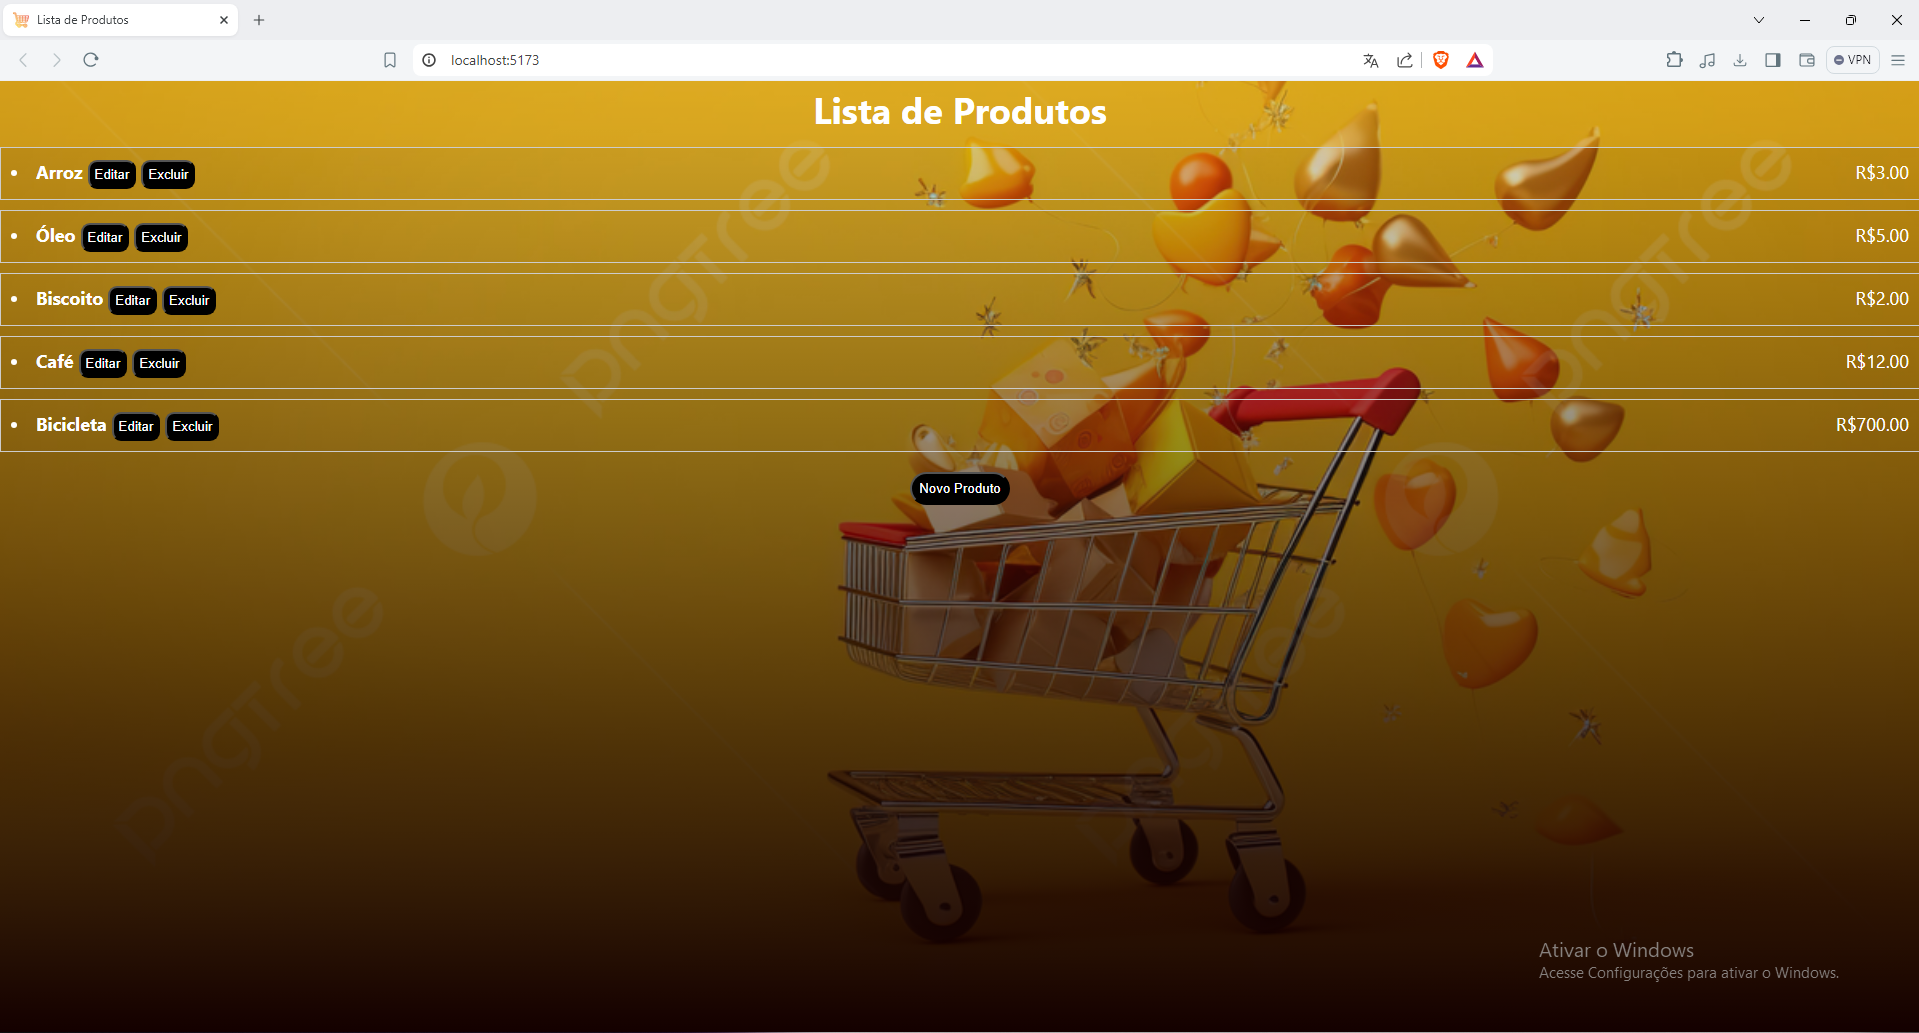 Lista de Produtos
localhost:5173
VPN
Lista de Produtos
Arroz Editar Excluir R$3.00
Óleo Editar Excluir R$5.00
Biscoito Editar Excluir R$2.00
Café Editar Excluir R$12.00
Bicicleta Editar Excluir R$700.00
Novo Produto
pngtree
pngtree
pngtree
Ativar o Windows
Acesse Configurações para ativar o Windows.